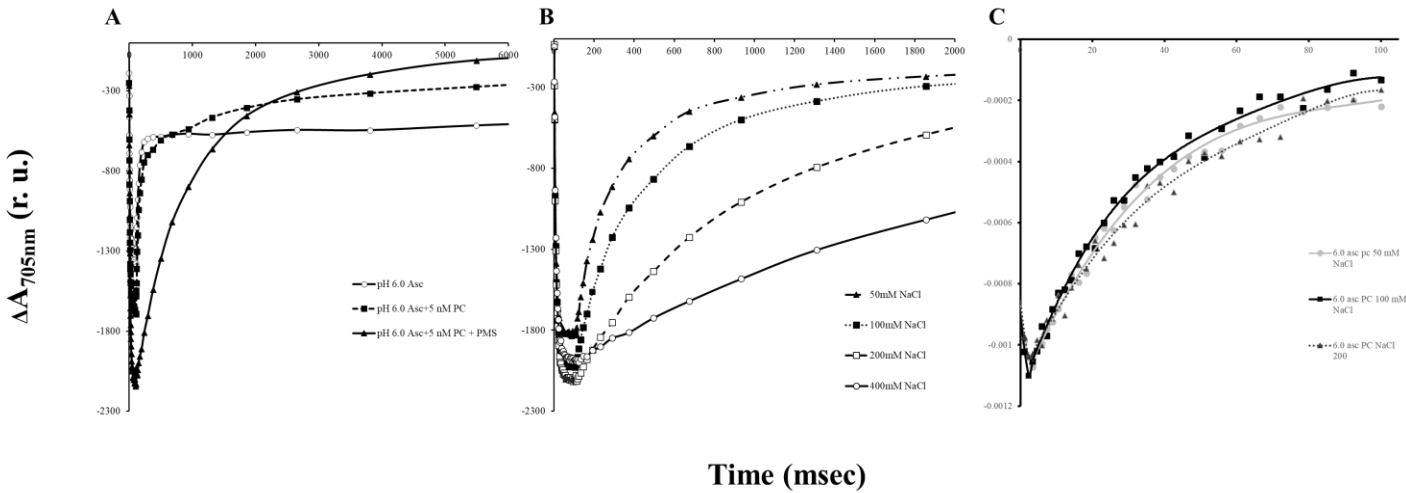 A
0
1000
2000
3000
4000
5000
6000
-300
-800
-1300
-1800
-2300
pH 6.0 Asc
pH 6.0 Asc+5 nM PC
pH 6.0 Asc+5 nM PC + PMS
B
200
400
600
800
1000
1200
1400
1600
1800
2000
-300
-800
-1300
-1800
-2300
50mM NaCl
100mM NaCl
200mM NaCl
400mM NaCl
C
0
20
40
60
80
100
0
-0.0002
-0.0004
-0.0006
-0.0008
-0.001
-0.0012
6.0 asc pc 50 mM
NaCl
6.0 asc PC 100 mM
NaCl
6.0 asc PC NaCl
200
ΔA705nm (r. u.)
Time (msec)